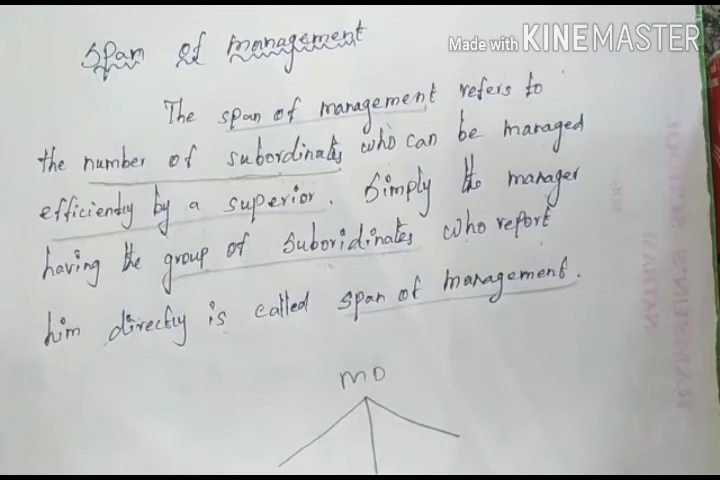 Made with KINEMASTER
Span of management
The span of management refers to
the number of subordinates who can be managed
efficiently by a superior. Simply the manager
having the group of suboridinates who report
him directly is called span of management.
MD